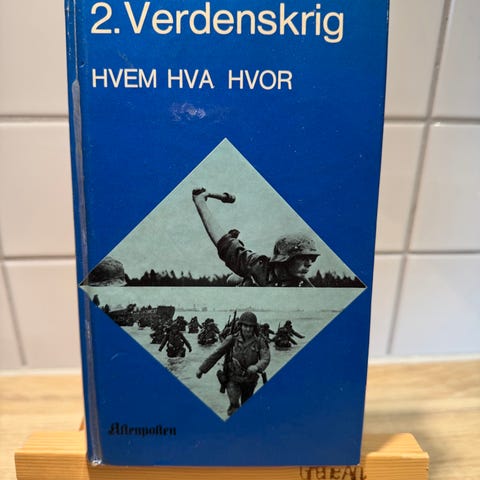 2. Verdenskrig
HVEM HVA HVOR
Aftenposten